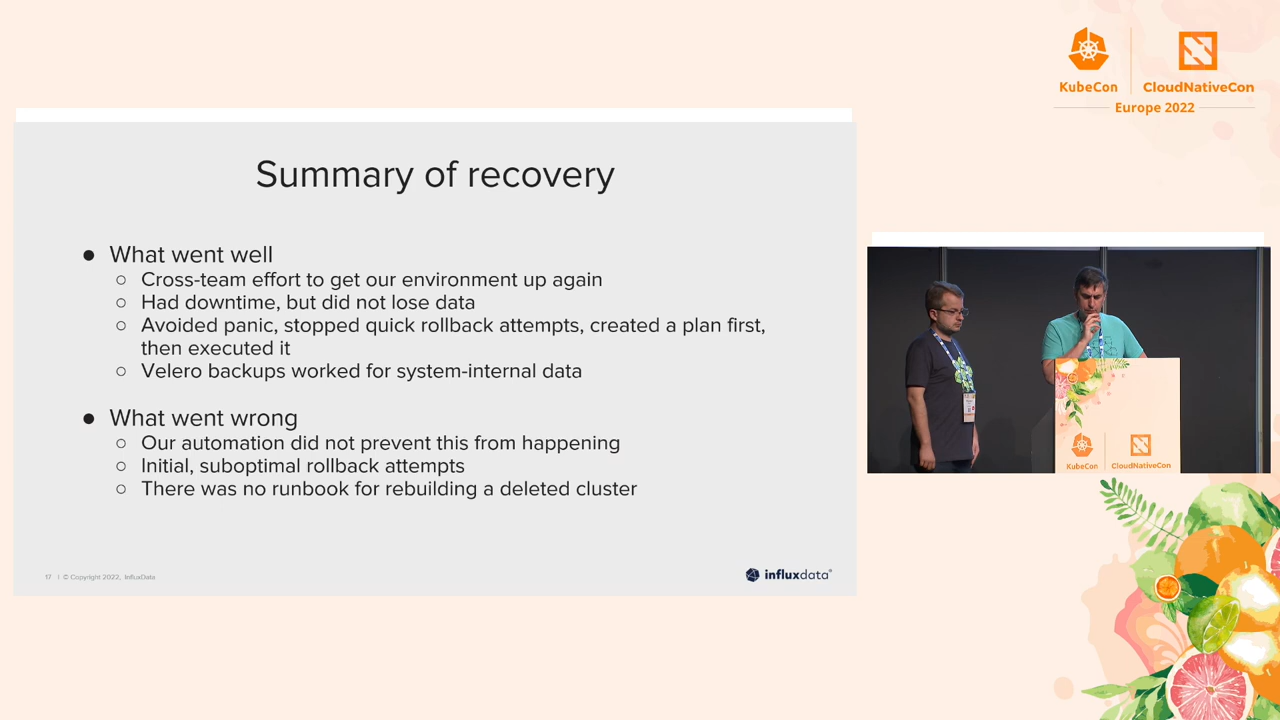 KubeCon
CloudNativeCon
Europe 2022
Summary of recovery
● What went well
○ Cross-team effort to get our environment up again
○ Had downtime, but did not lose data
○ Avoided panic, stopped quick rollback attempts, created a plan first,
then executed it
○ Velero backups worked for system-internal data
● What went wrong
○ Our automation did not prevent this from happening
○ Initial, suboptimal rollback attempts
○ There was no runbook for rebuilding a deleted cluster
17 | © Copyright 2022, InfluxData
influxdata®
KubeCon
CloudNativeCon